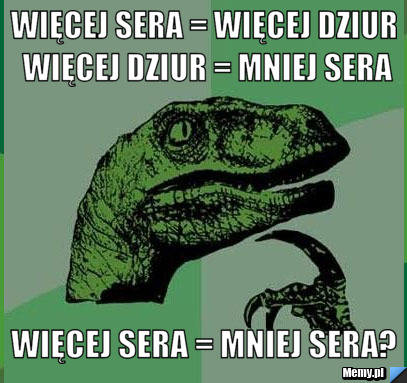 WIĘCEJ SERA = WIĘCEJ DZIUR
WIĘCEJ DZIUR = MNIEJ SERA
WIĘCEJ SERA = MNIEJ SERA?
Memy.pl